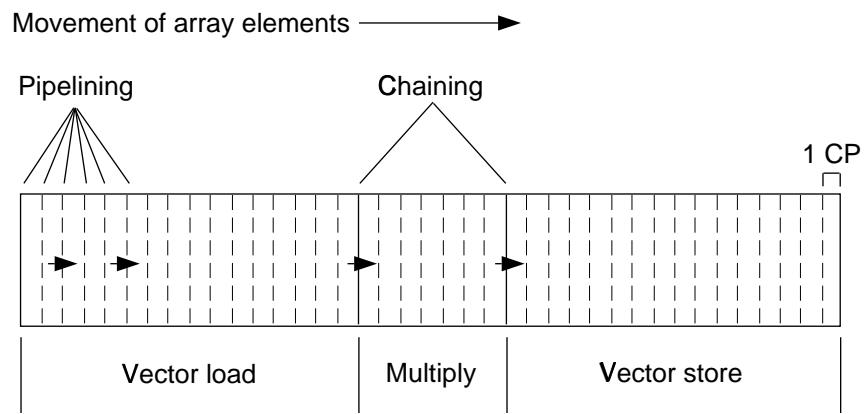 Movement of array elements
Pipelining
Chaining
1 CP
Vector load
Multiply
Vector store